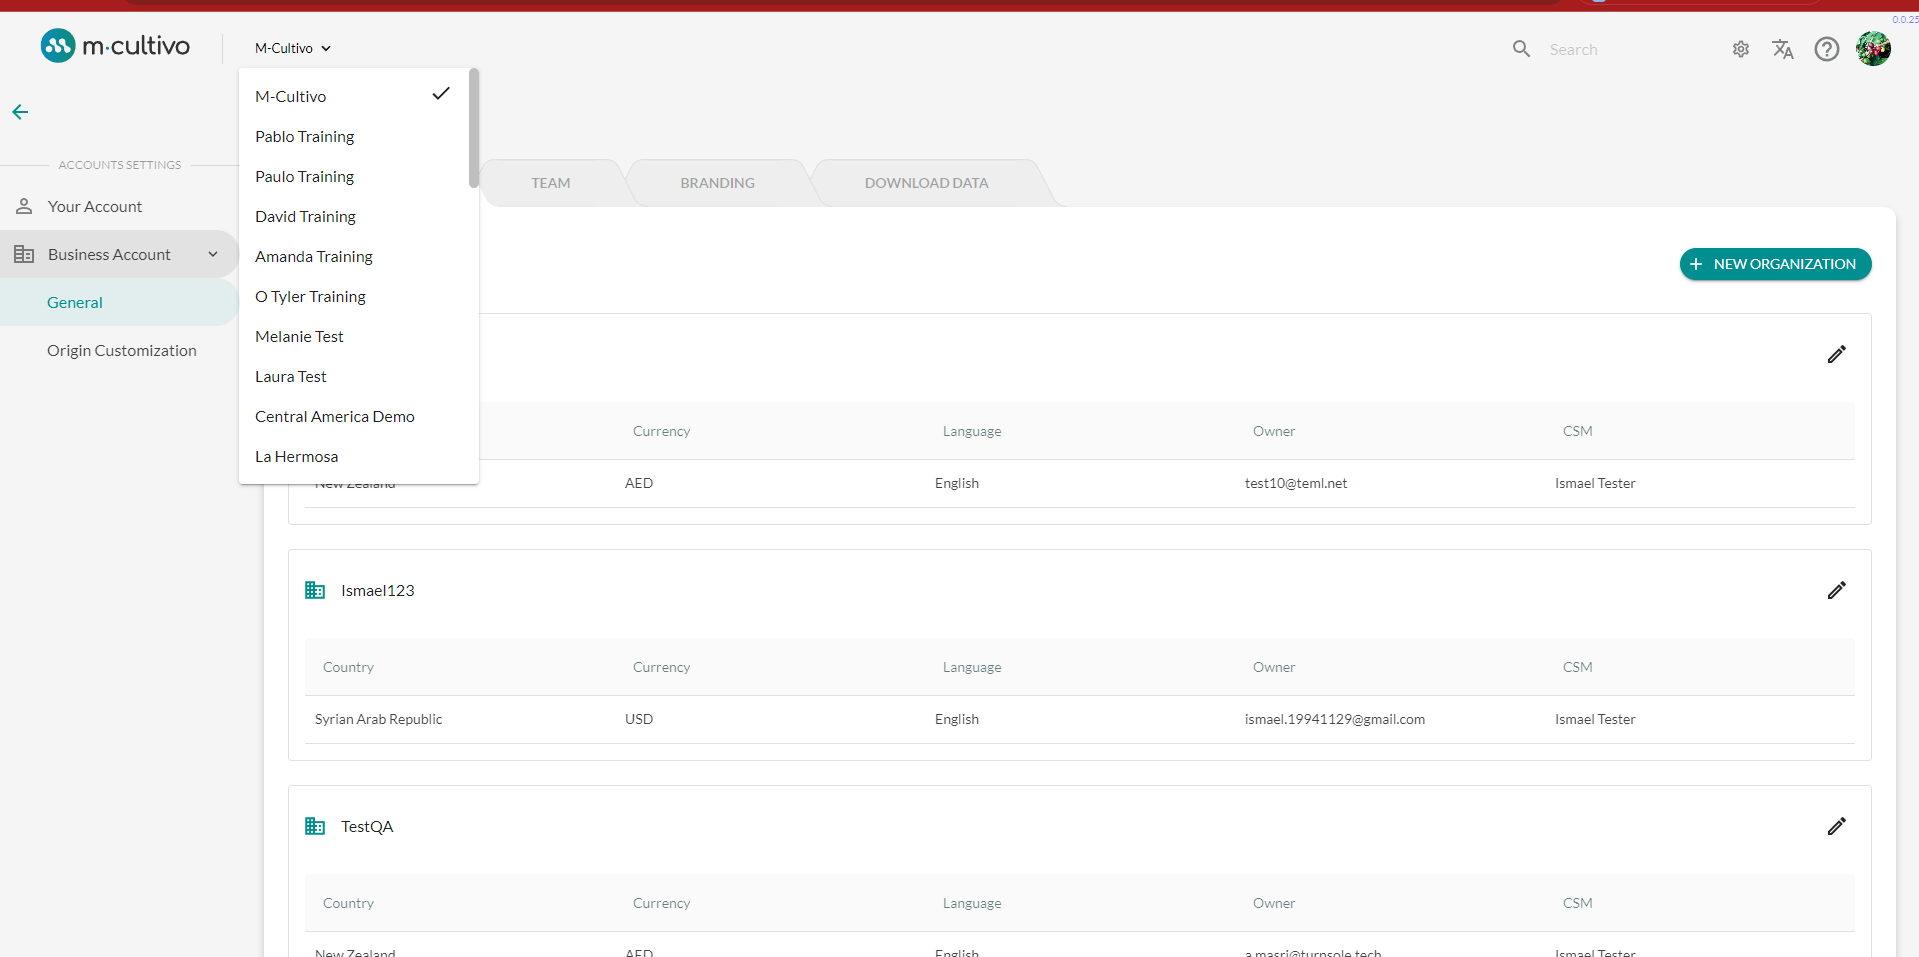 0.0.25
m·cultivo
M-Cultivo
Search
M-Cultivo
Pablo Training
Paulo Training
David Training
Amanda Training
O Tyler Training
Melanie Test
Laura Test
Central America Demo
La Hermosa
ACCOUNTS SETTINGS
Your Account
Business Account
General
Origin Customization
TEAM
BRANDING
DOWNLOAD DATA
NEW ORGANIZATION
Currency Language Owner CSM
New Zealand AED English test10@teml.net Ismael Tester
Ismael123
Country Currency Language Owner CSM
Syrian Arab Republic USD English ismael.19941129@gmail.com Ismael Tester
TestQA
Country Currency Language Owner CSM
New Zealand AED English a.masri@turnsole.tech Ismael Tester